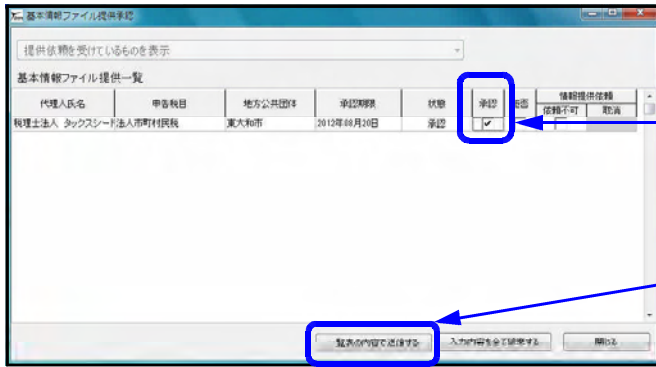 基本情報ファイル提供承認
提供依頼を受けているものを表示
基本情報ファイル提供一覧
代理人氏名 申告税目 地方公共団体 承認期限 状態 承認 情報提供依頼
依頼不可 取消
税理士法人 タックスシード 法人市町村民税 東大和市 2012年08月20日 承認
一覧表の内容で送信する 入力内容を全て破棄する 閉じる